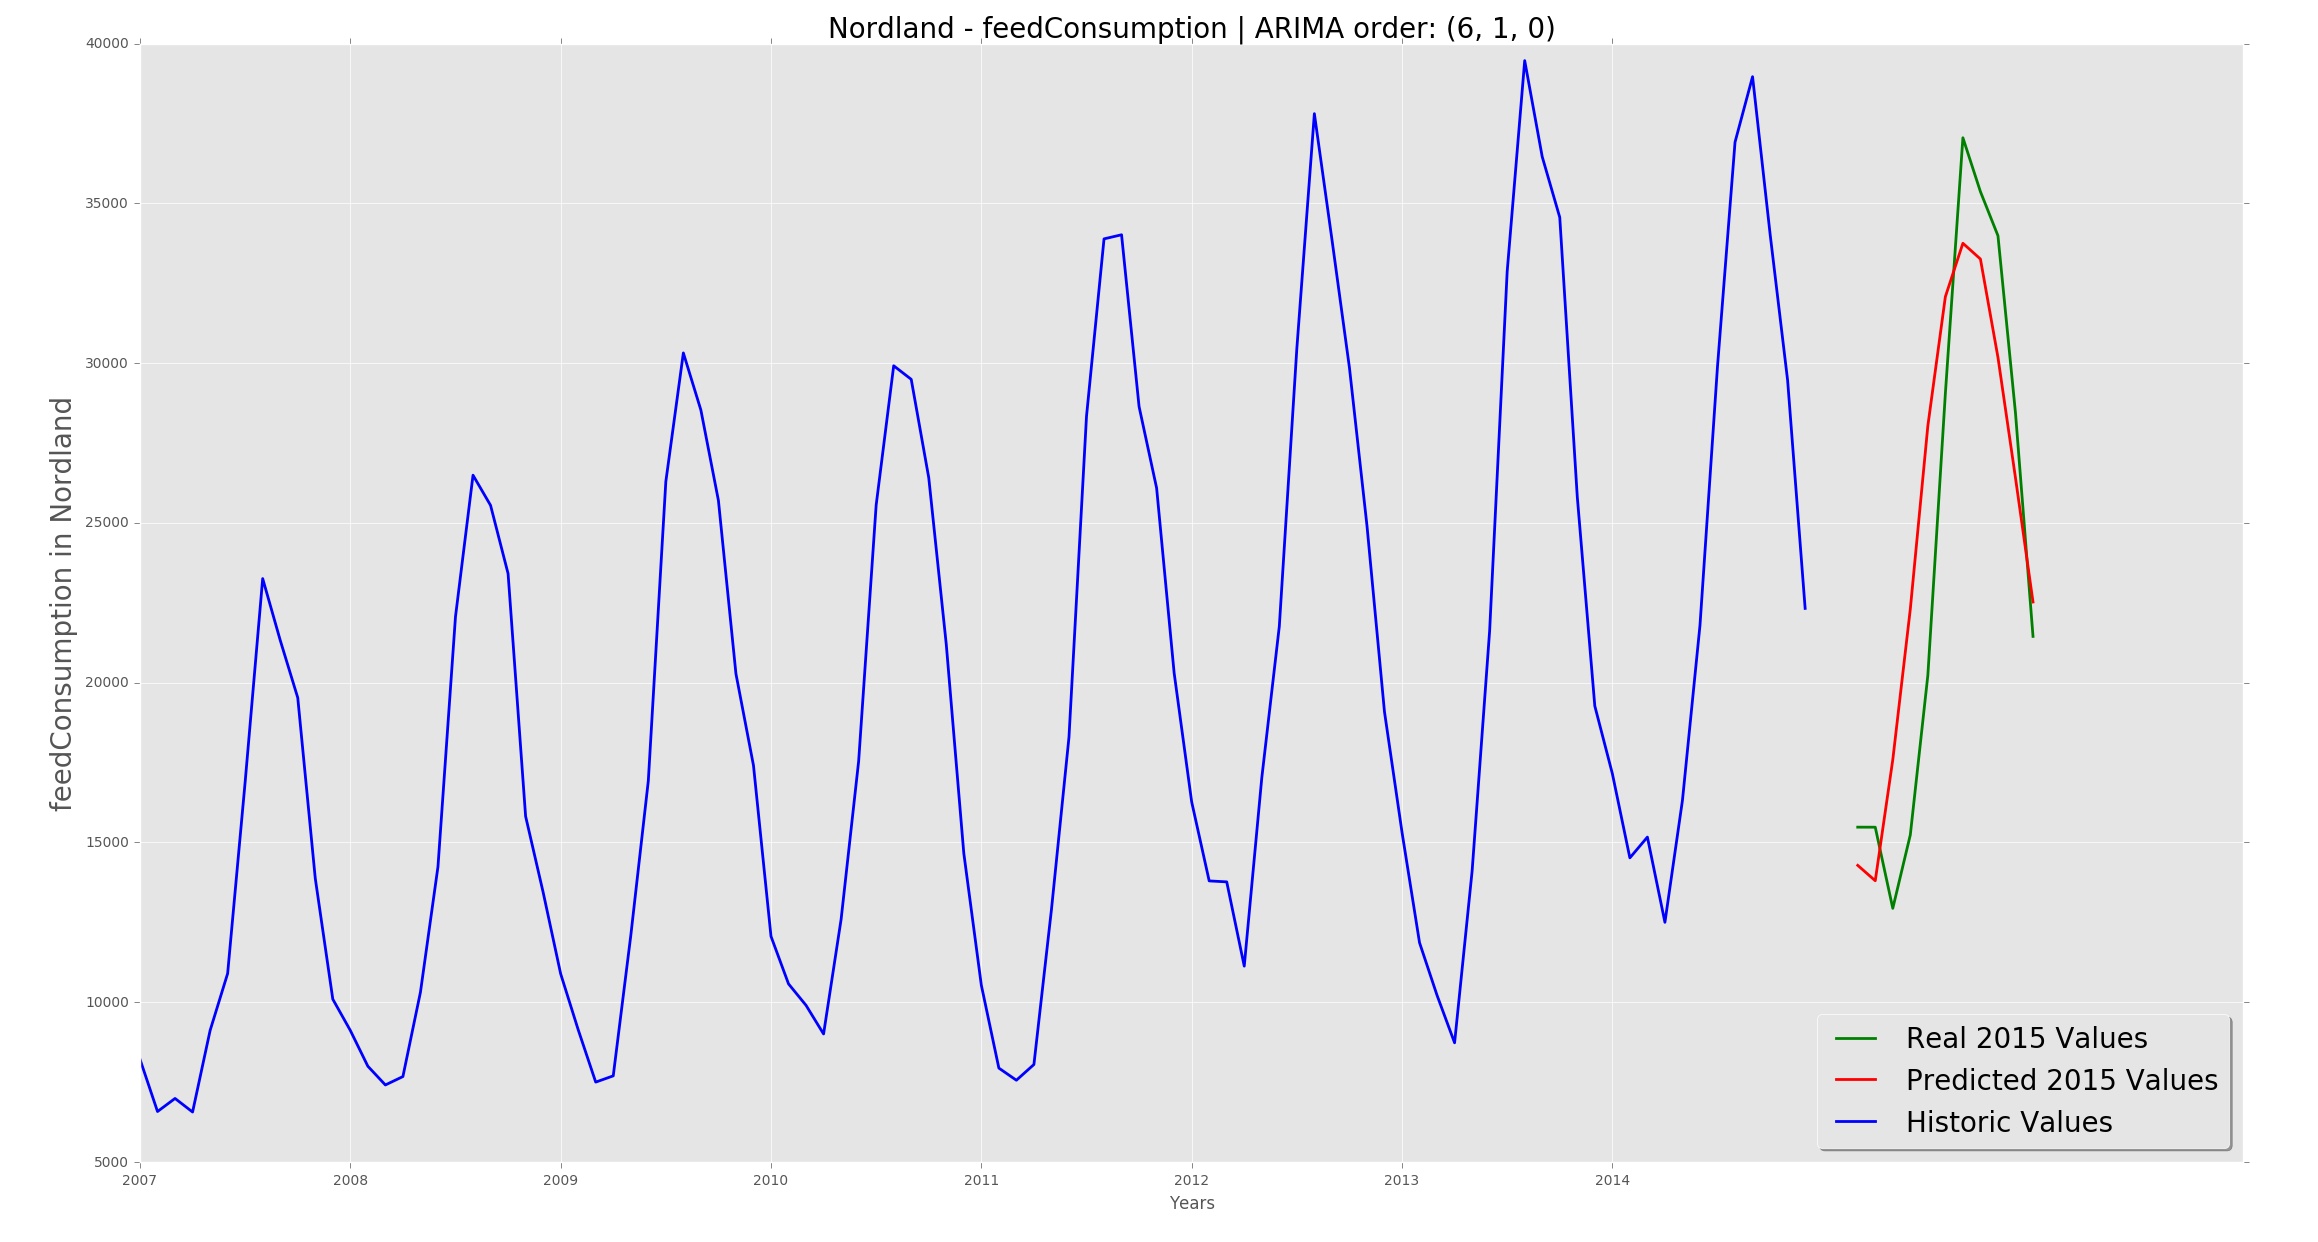 Nordland - feedConsumption | ARIMA order: (6, 1, 0)
40000
35000
30000
25000
20000
15000
10000
5000
feedConsumption in Nordland
2007 2008 2009 2010 2011 2012 2013 2014
Years
Real 2015 Values
Predicted 2015 Values
Historic Values